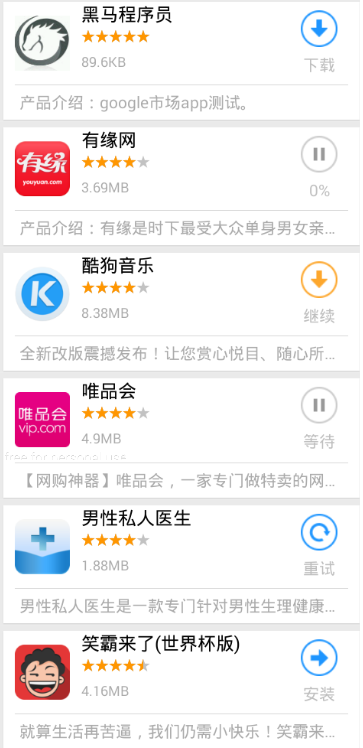 黑马程序员
89.6KB
下载
产品介绍：google市场app测试。
有缘
youyuan.com
有缘网
3.69MB
0%
产品介绍：有缘是时下最受大众单身男女亲...
K
酷狗音乐
8.38MB
继续
全新改版震撼发布！让您赏心悦目、随心所...
唯品会
vip.com
唯品会
4.9MB
等待
free for personal use
【网购神器】唯品会，一家专门做特卖的网...
男性私人医生
1.88MB
重试
男性私人医生是一款专门针对男性生理健康...
笑霸来了(世界杯版)
4.16MB
安装
就算生活再苦逼，我们仍需小快乐！笑霸来...